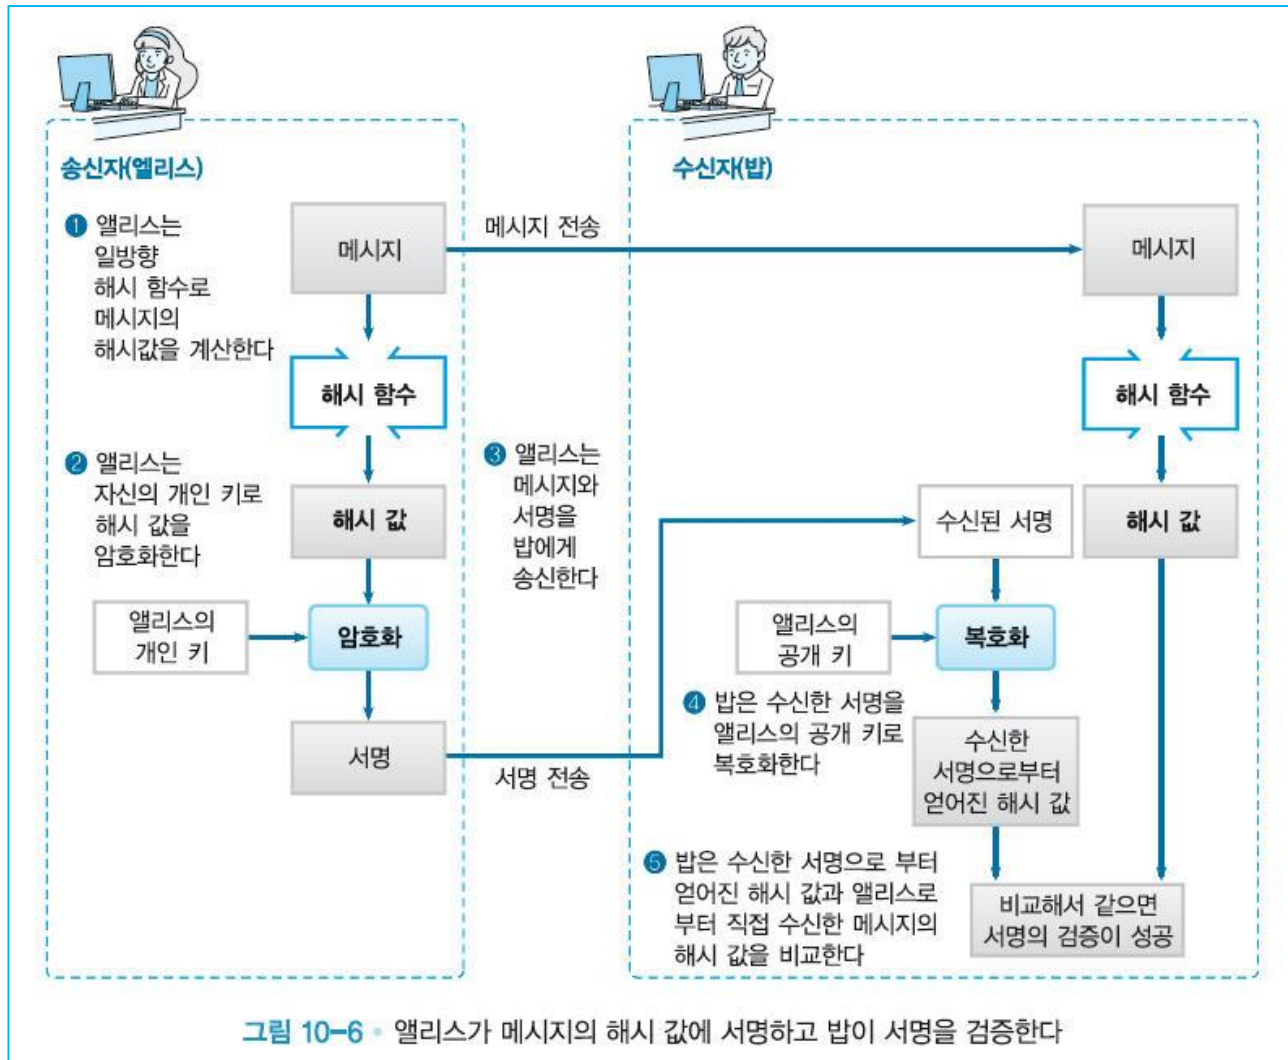 송신자(엘리스)
❶ 앨리스는
일방향
해시 함수로
메시지의
해시값을 계산한다
메시지
해시 함수
❷ 앨리스는
자신의 개인 키로
해시 값을
암호화한다
해시 값
앨리스의
개인 키
암호화
서명
메시지 전송
❸ 앨리스는
메시지와
서명을
밥에게
송신한다
서명 전송
수신자(밥)
메시지
해시 함수
수신된 서명
해시 값
앨리스의
공개 키
복호화
❹ 밥은 수신한 서명을
앨리스의 공개 키로
복호화한다
수신한
서명으로부터
얻어진 해시 값
❺ 밥은 수신한 서명으로 부터
얻어진 해시 값과 앨리스로
부터 직접 수신한 메시지의
해시 값을 비교한다
비교해서 같으면
서명의 검증이 성공
그림 10-6 • 앨리스가 메시지의 해시 값에 서명하고 밥이 서명을 검증한다